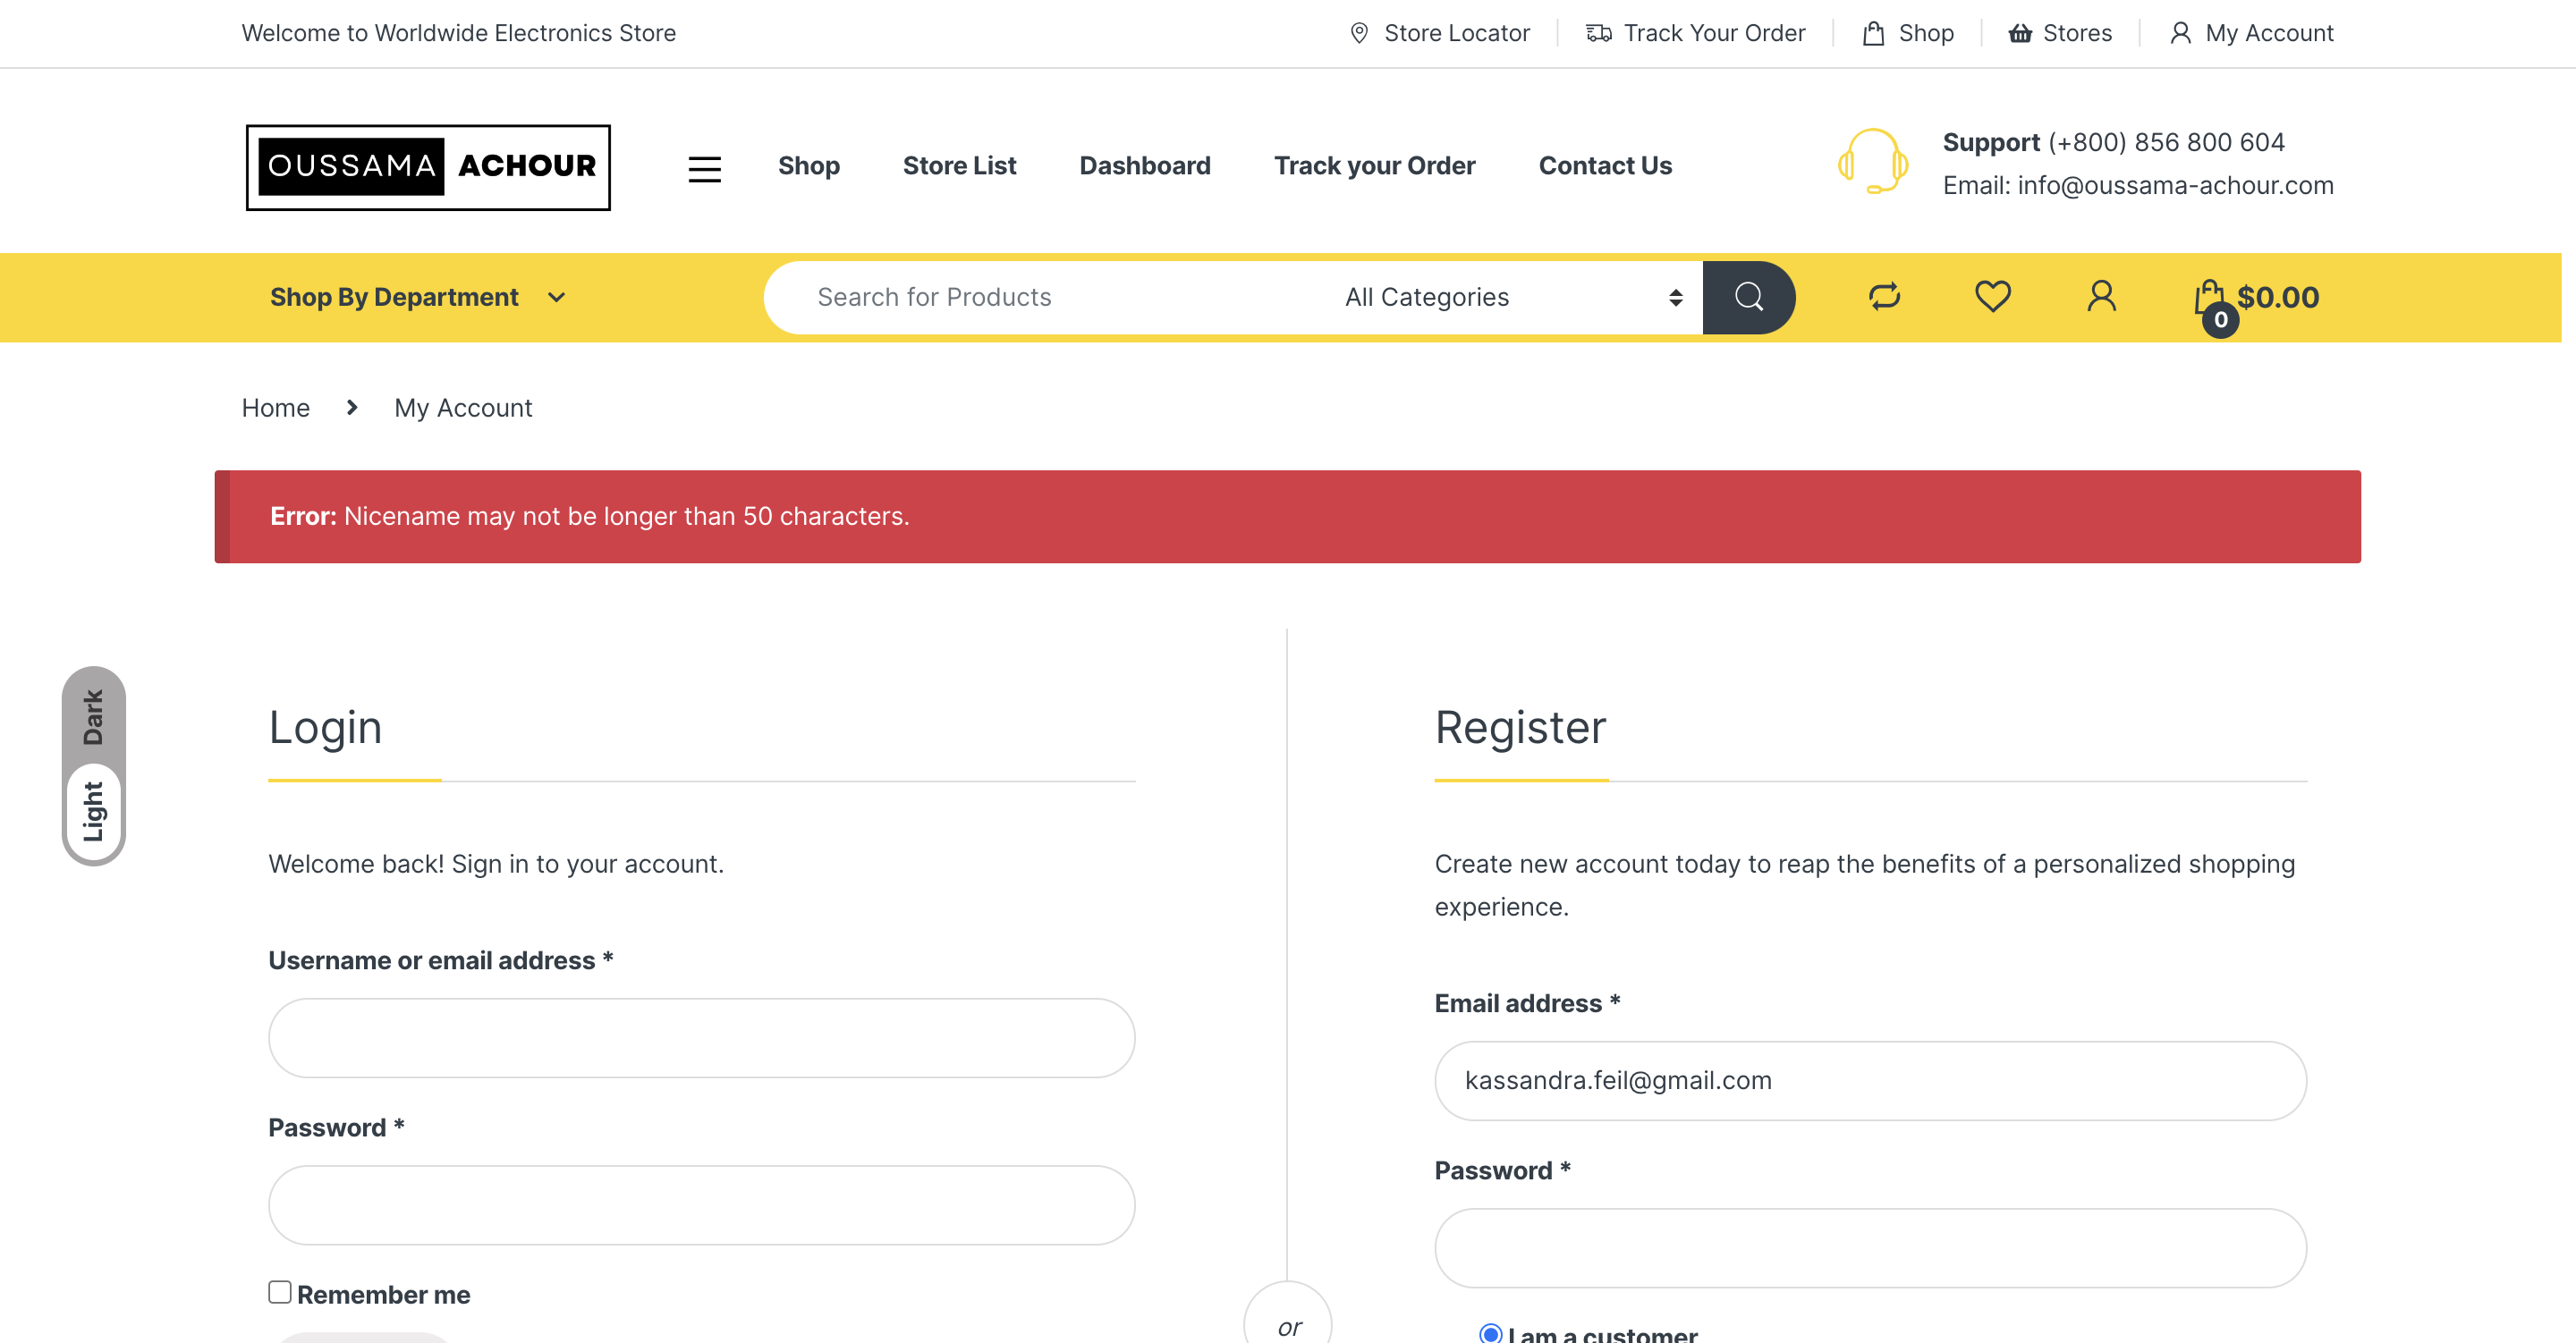 Welcome to Worldwide Electronics Store
Store Locator
Track Your Order
Shop
Stores
My Account
OUSSAMA ACHOUR
Shop
Store List
Dashboard
Track your Order
Contact Us
Support (+800) 856 800 604
Email: info@oussama-achour.com
Shop By Department
Search for Products
All Categories
0
$0.00
Home
My Account
Error: Nicename may not be longer than 50 characters.
Dark
Light
Login
Welcome back! Sign in to your account.
Username or email address *
Password *
Remember me
or
Register
Create new account today to reap the benefits of a personalized shopping
experience.
Email address *
kassandra.feil@gmail.com
Password *
I am a customer